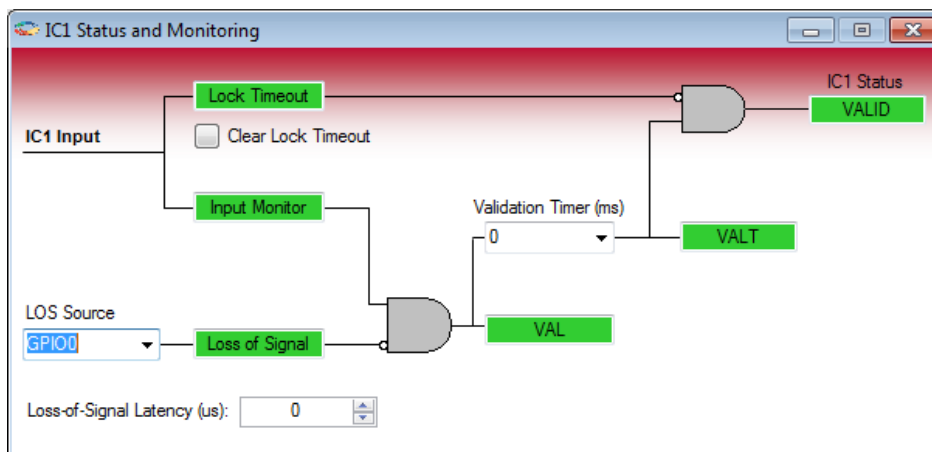 IC1 Status and Monitoring
IC1 Status
Lock Timeout
VALID
IC1 Input
Clear Lock Timeout
Input Monitor
Validation Timer (ms)
0
VALT
LOS Source
GPIO0
Loss of Signal
VAL
Loss-of-Signal Latency (us):
0